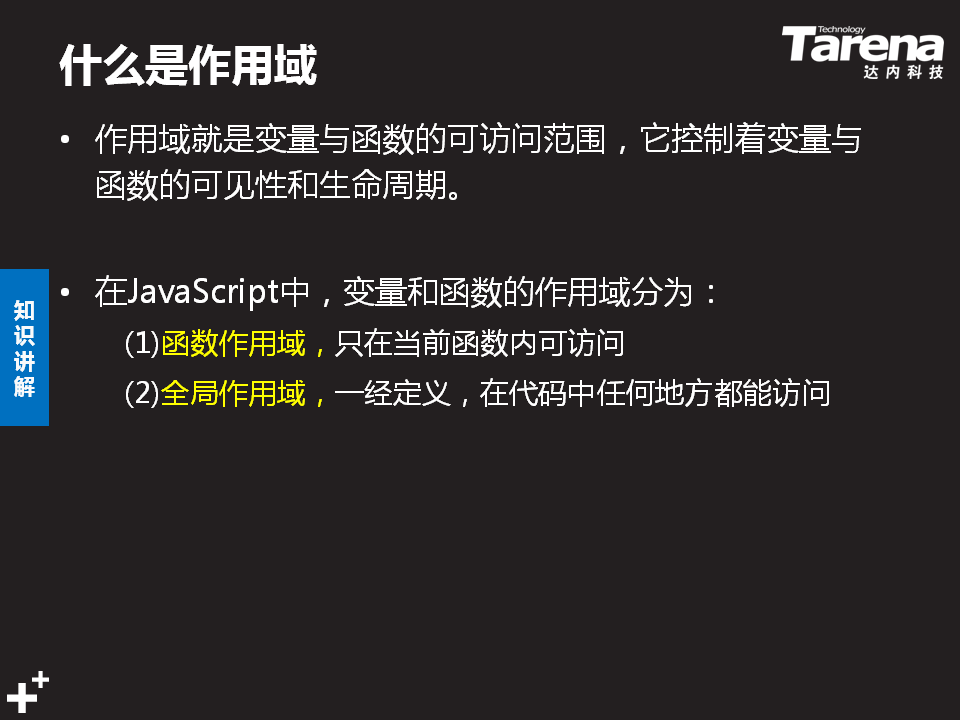 什么是作用域
Technology
Tarena
达内科技
• 作用域就是变量与函数的可访问范围，它控制着变量与
函数的可见性和生命周期。
• 在JavaScript中，变量和函数的作用域分为：
(1)函数作用域，只在当前函数内可访问
(2)全局作用域，一经定义，在代码中任何地方都能访问
知识讲解